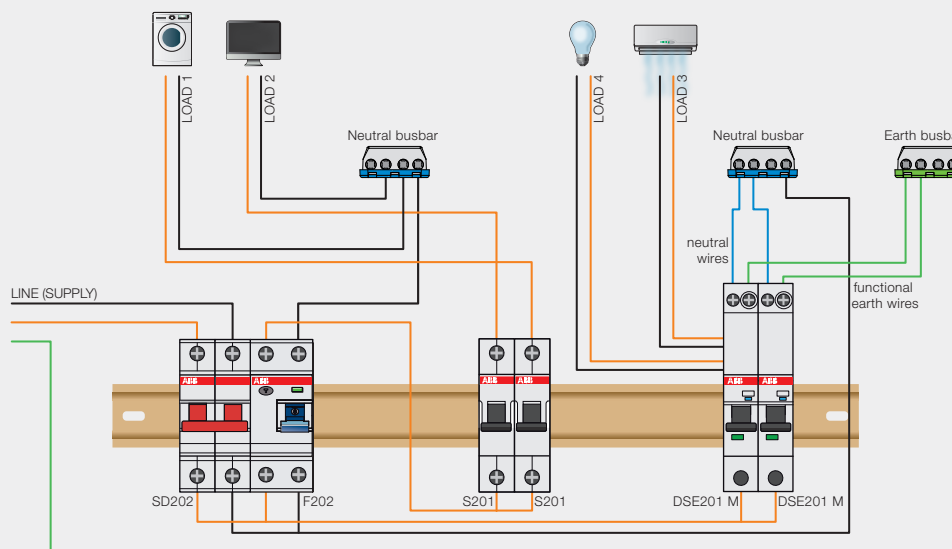 LOAD 1
LOAD 2
LOAD 4
LOAD 3
Neutral busbar
Neutral busbar
Earth busba
neutral
wires
functional
earth wires
LINE (SUPPLY)
ABB
ABB
ABB
ABB
ABB
ABB
SD202
F202
S201
S201
DSE201 M
DSE201 M